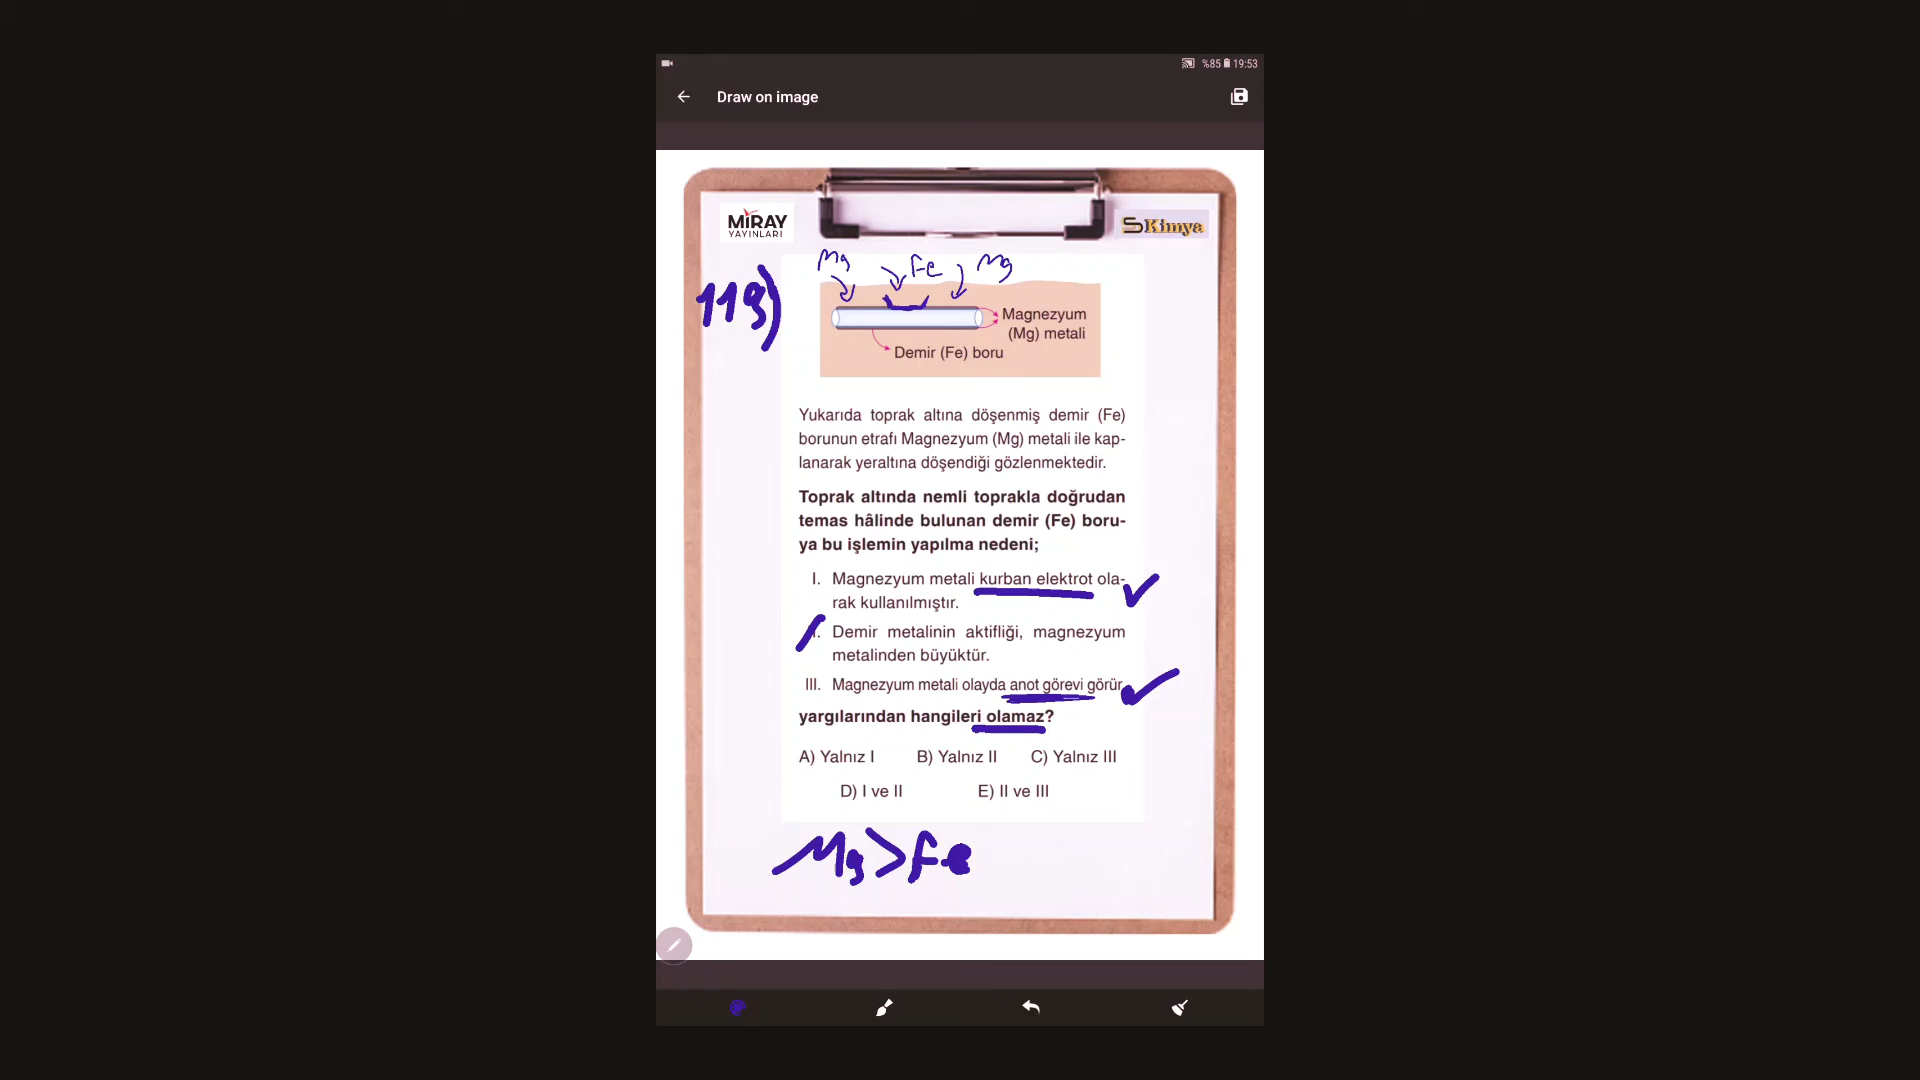 %85 19:53
Draw on image
MİRAY
YAYINLARI
SKimya
Mg Fe Mg
119)
Magnezyum
(Mg) metali
Demir (Fe) boru
Yukarıda toprak altına döşenmiş demir (Fe)
borunun etrafı Magnezyum (Mg) metali ile kap-
lanarak yeraltına döşendiği gözlenmektedir.
Toprak altında nemli toprakla doğrudan
temas hâlinde bulunan demir (Fe) boru-
ya bu işlemin yapılma nedeni;
I. Magnezyum metali kurban elektrot ola-
rak kullanılmıştır.
Demir metalinin aktifliği, magnezyum
metalinden büyüktür.
III. Magnezyum metali olayda anot görevi görür
yargılarından hangileri olamaz?
A) Yalnız I B) Yalnız II C) Yalnız III
D) I ve II E) II ve III
Mg>Fe